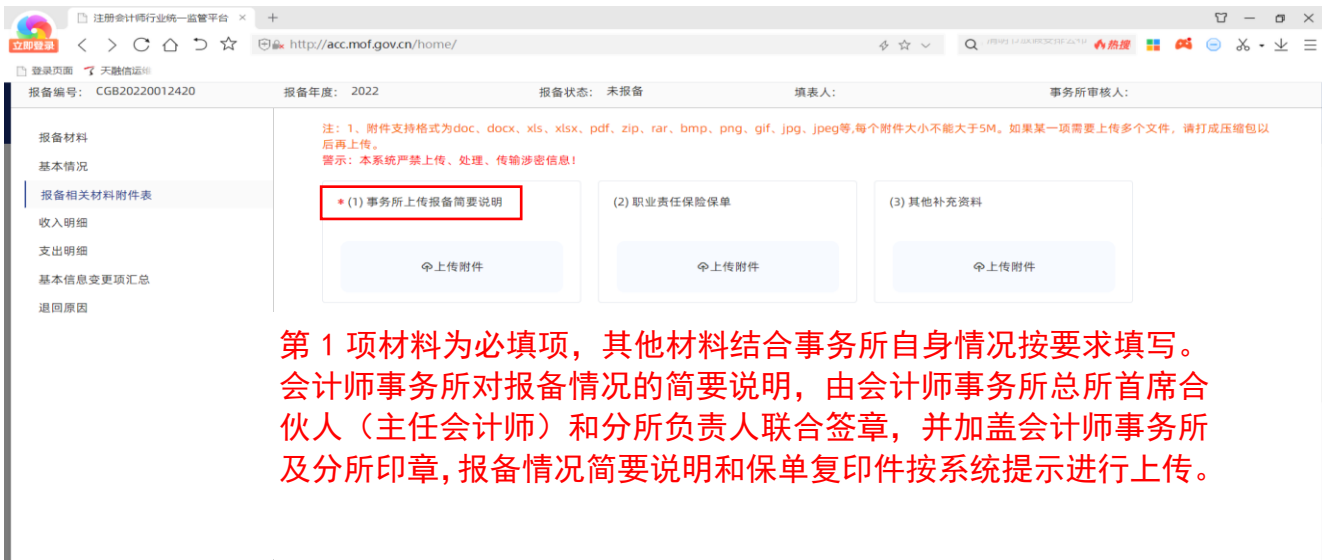 注册会计师行业统一监管平台
立即登录
http://acc.mof.gov.cn/home/
热搜
登录页面 天融信运
报备编号: CGB20220012420 报备年度: 2022 报备状态: 未报备 填表人: 事务所审核人:
报备材料
基本情况
报备相关材料附件表
收入明细
支出明细
基本信息变更项汇总
退回原因
注:1、附件支持格式为doc、docx、xls、xlsx、pdf、zip、rar、bmp、png、gif、jpg、jpeg等,每个附件大小不能大于5M。如果某一项需要上传多个文件,请打成压缩包以
后再上传。
警示:本系统严禁上传、处理、传输涉密信息!
* (1) 事务所上传报备简要说明
上传附件
(2) 职业责任保险保单
上传附件
(3) 其他补充资料
上传附件
第 1 项材料为必填项,其他材料结合事务所自身情况按要求填写。
会计师事务所对报备情况的简要说明,由会计师事务所总所首席合
伙人(主任会计师)和分所负责人联合签章,并加盖会计师事务所
及分所印章,报备情况简要说明和保单复印件按系统提示进行上传。